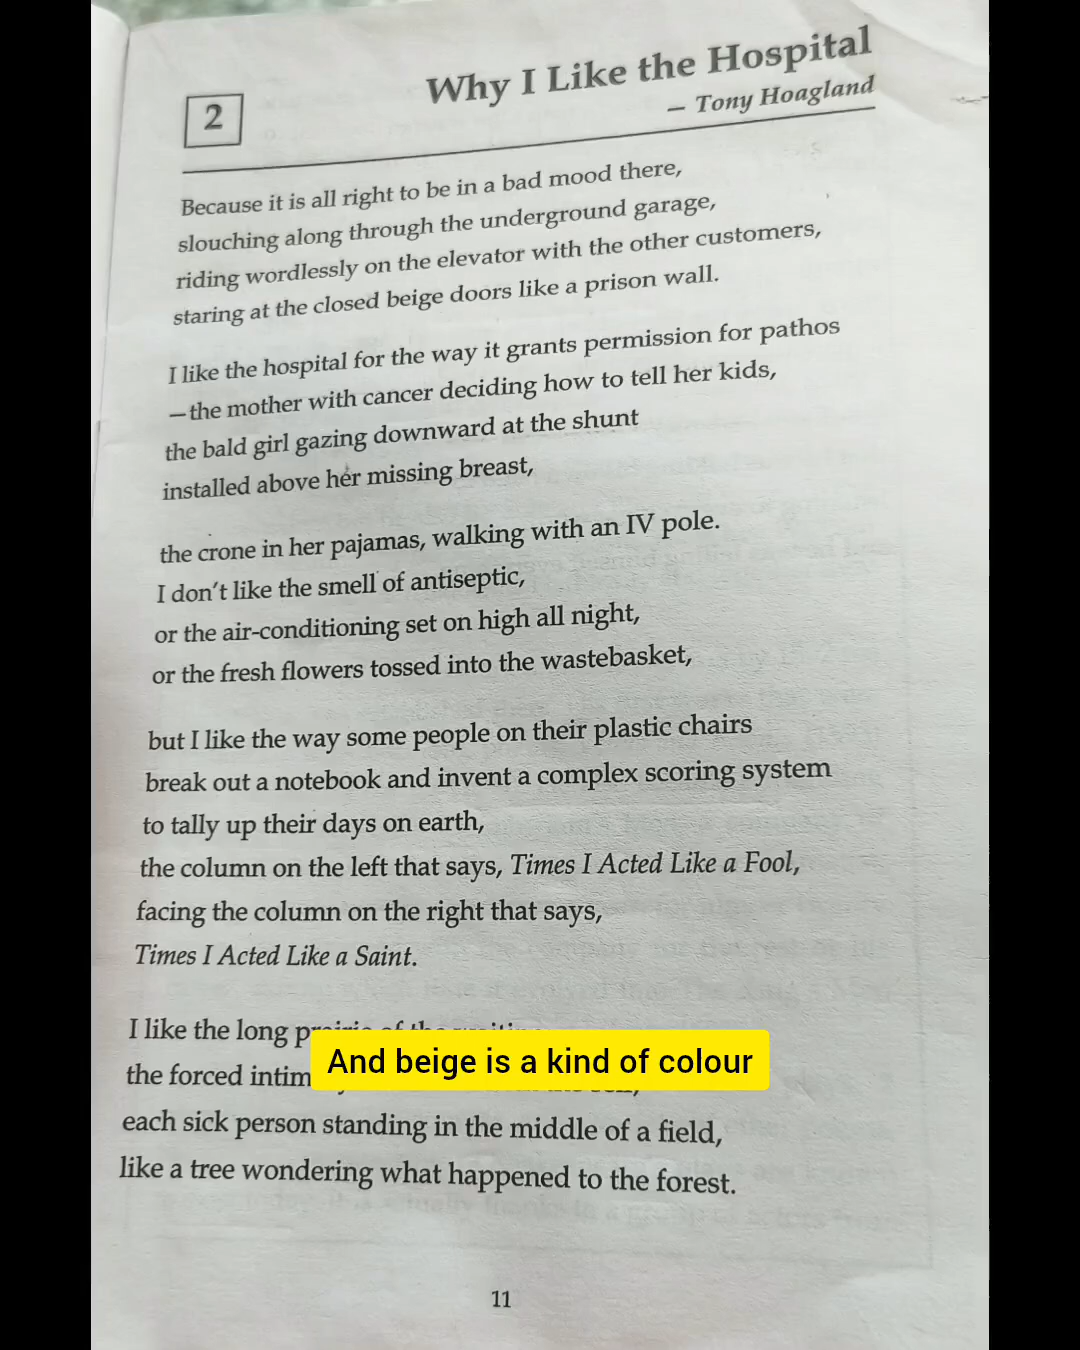 2
Why I Like the Hospital
— Tony Hoagland
Because it is all right to be in a bad mood there,
slouching along through the underground garage,
riding wordlessly on the elevator with the other customers,
staring at the closed beige doors like a prison wall.
I like the hospital for the way it grants permission for pathos
—the mother with cancer deciding how to tell her kids,
the bald girl gazing downward at the shunt
installed above her missing breast,
the crone in her pajamas, walking with an IV pole.
I don't like the smell of antiseptic,
or the air-conditioning set on high all night,
or the fresh flowers tossed into the wastebasket,
but I like the way some people on their plastic chairs
break out a notebook and invent a complex scoring system
to tally up their days on earth,
the column on the left that says, Times I Acted Like a Fool,
facing the column on the right that says,
Times I Acted Like a Saint.
I like the long
And beige is a kind of colour
the forced
each sick person standing in the middle of a field,
like a tree wondering what happened to the forest.
11